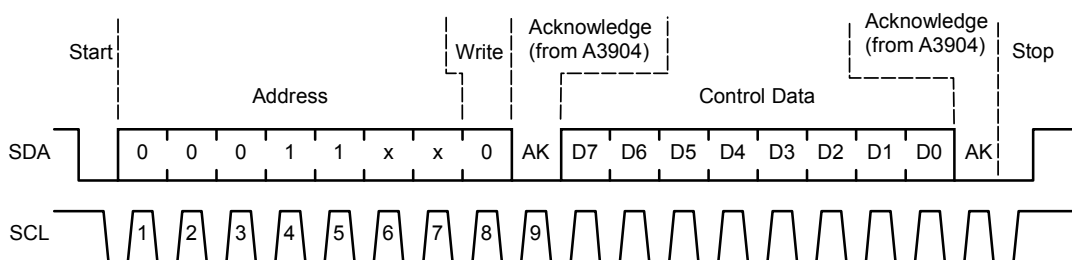 Start
Address
Write
Acknowledge
(from A3904)
Control Data
Acknowledge
(from A3904)
Stop
SDA 0 0 0 1 1 x x 0 AK D7 D6 D5 D4 D3 D2 D1 D0 AK
SCL 1 2 3 4 5 6 7 8 9